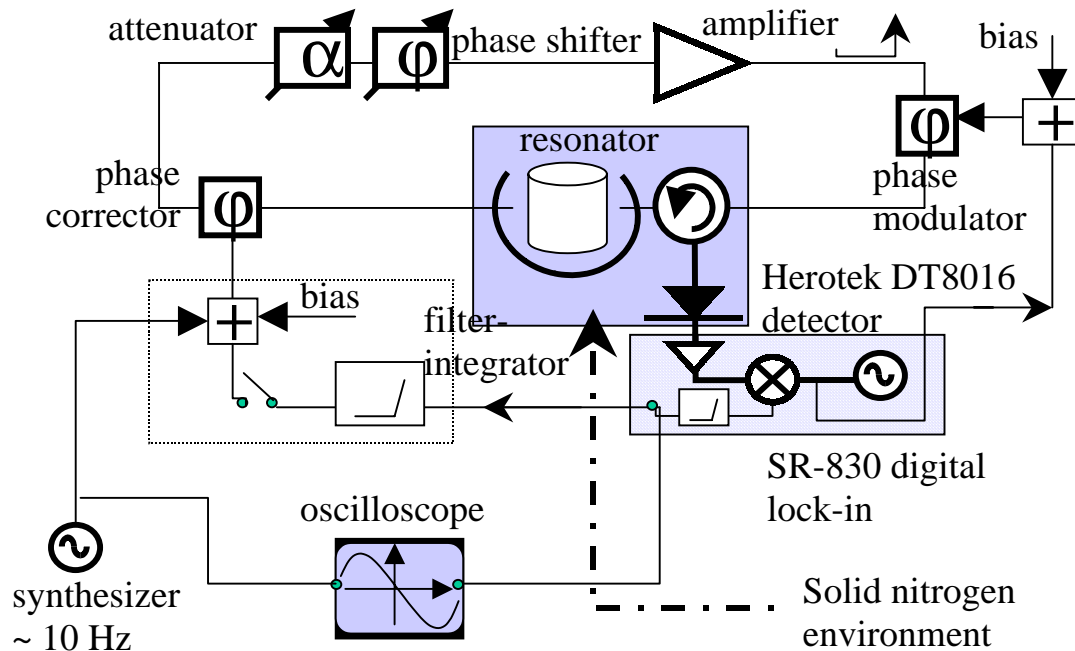 attenuator
α
φ
phase shifter
amplifier
bias
φ
+
resonator
phase
corrector
φ
phase
modulator
Herotek DT8016
detector
bias
+
filter-
integrator
SR-830 digital
lock-in
oscilloscope
synthesizer
~ 10 Hz
Solid nitrogen
environment